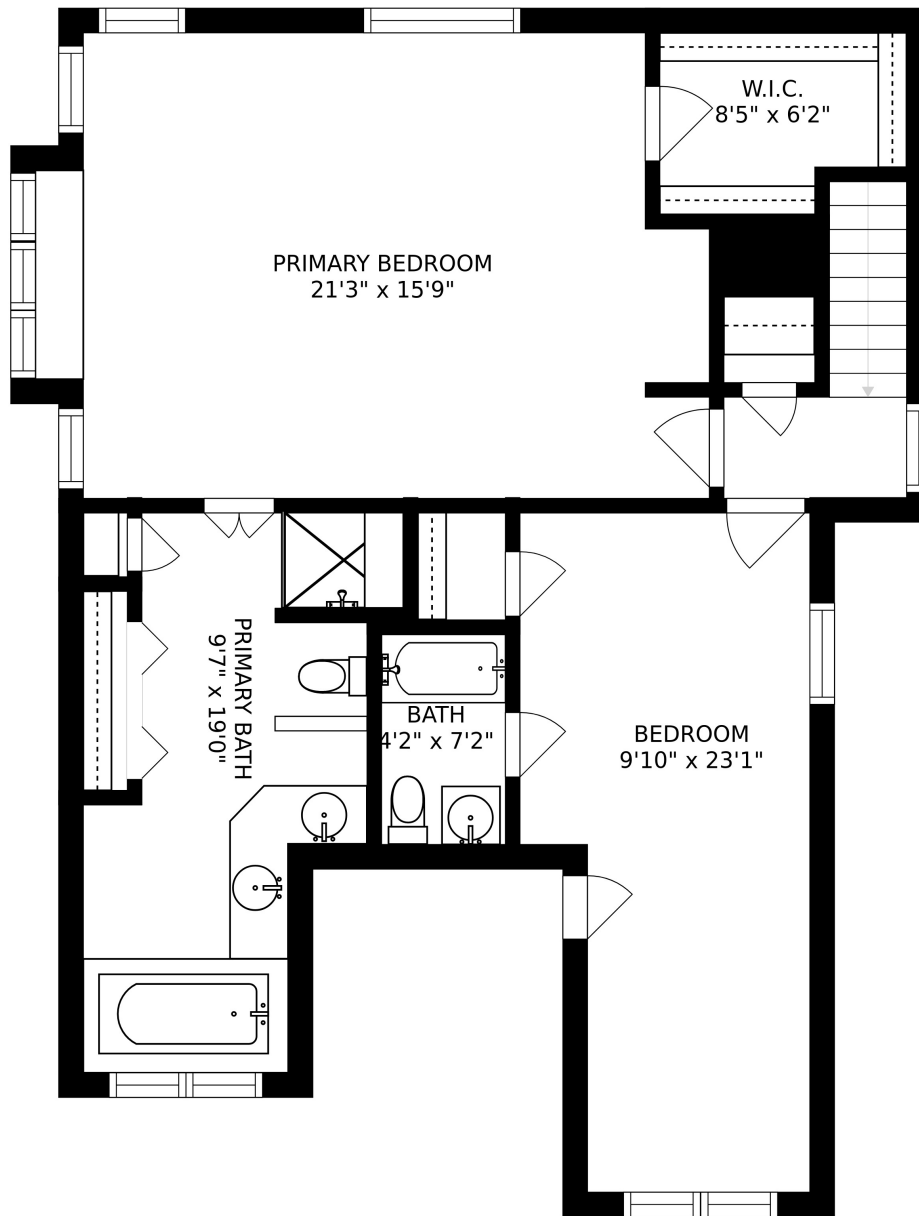 W.I.C.
8'5" x 6'2"
PRIMARY BEDROOM
21'3" x 15'9"
PRIMARY BATH
9'7" x 19'0"
BATH
4'2" x 7'2"
BEDROOM
9'10" x 23'1"